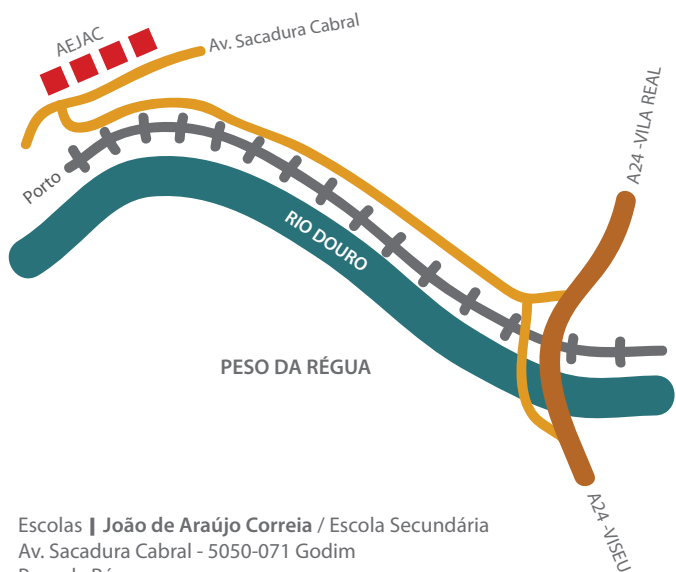 AEJAC
Av. Sacadura Cabral
A24 -VILA REAL
Porto
RIO DOURO
PESO DA RÉGUA
A24 -VISEU
Escolas | João de Araújo Correia / Escola Secundária
Av. Sacadura Cabral - 5050-071 Godim